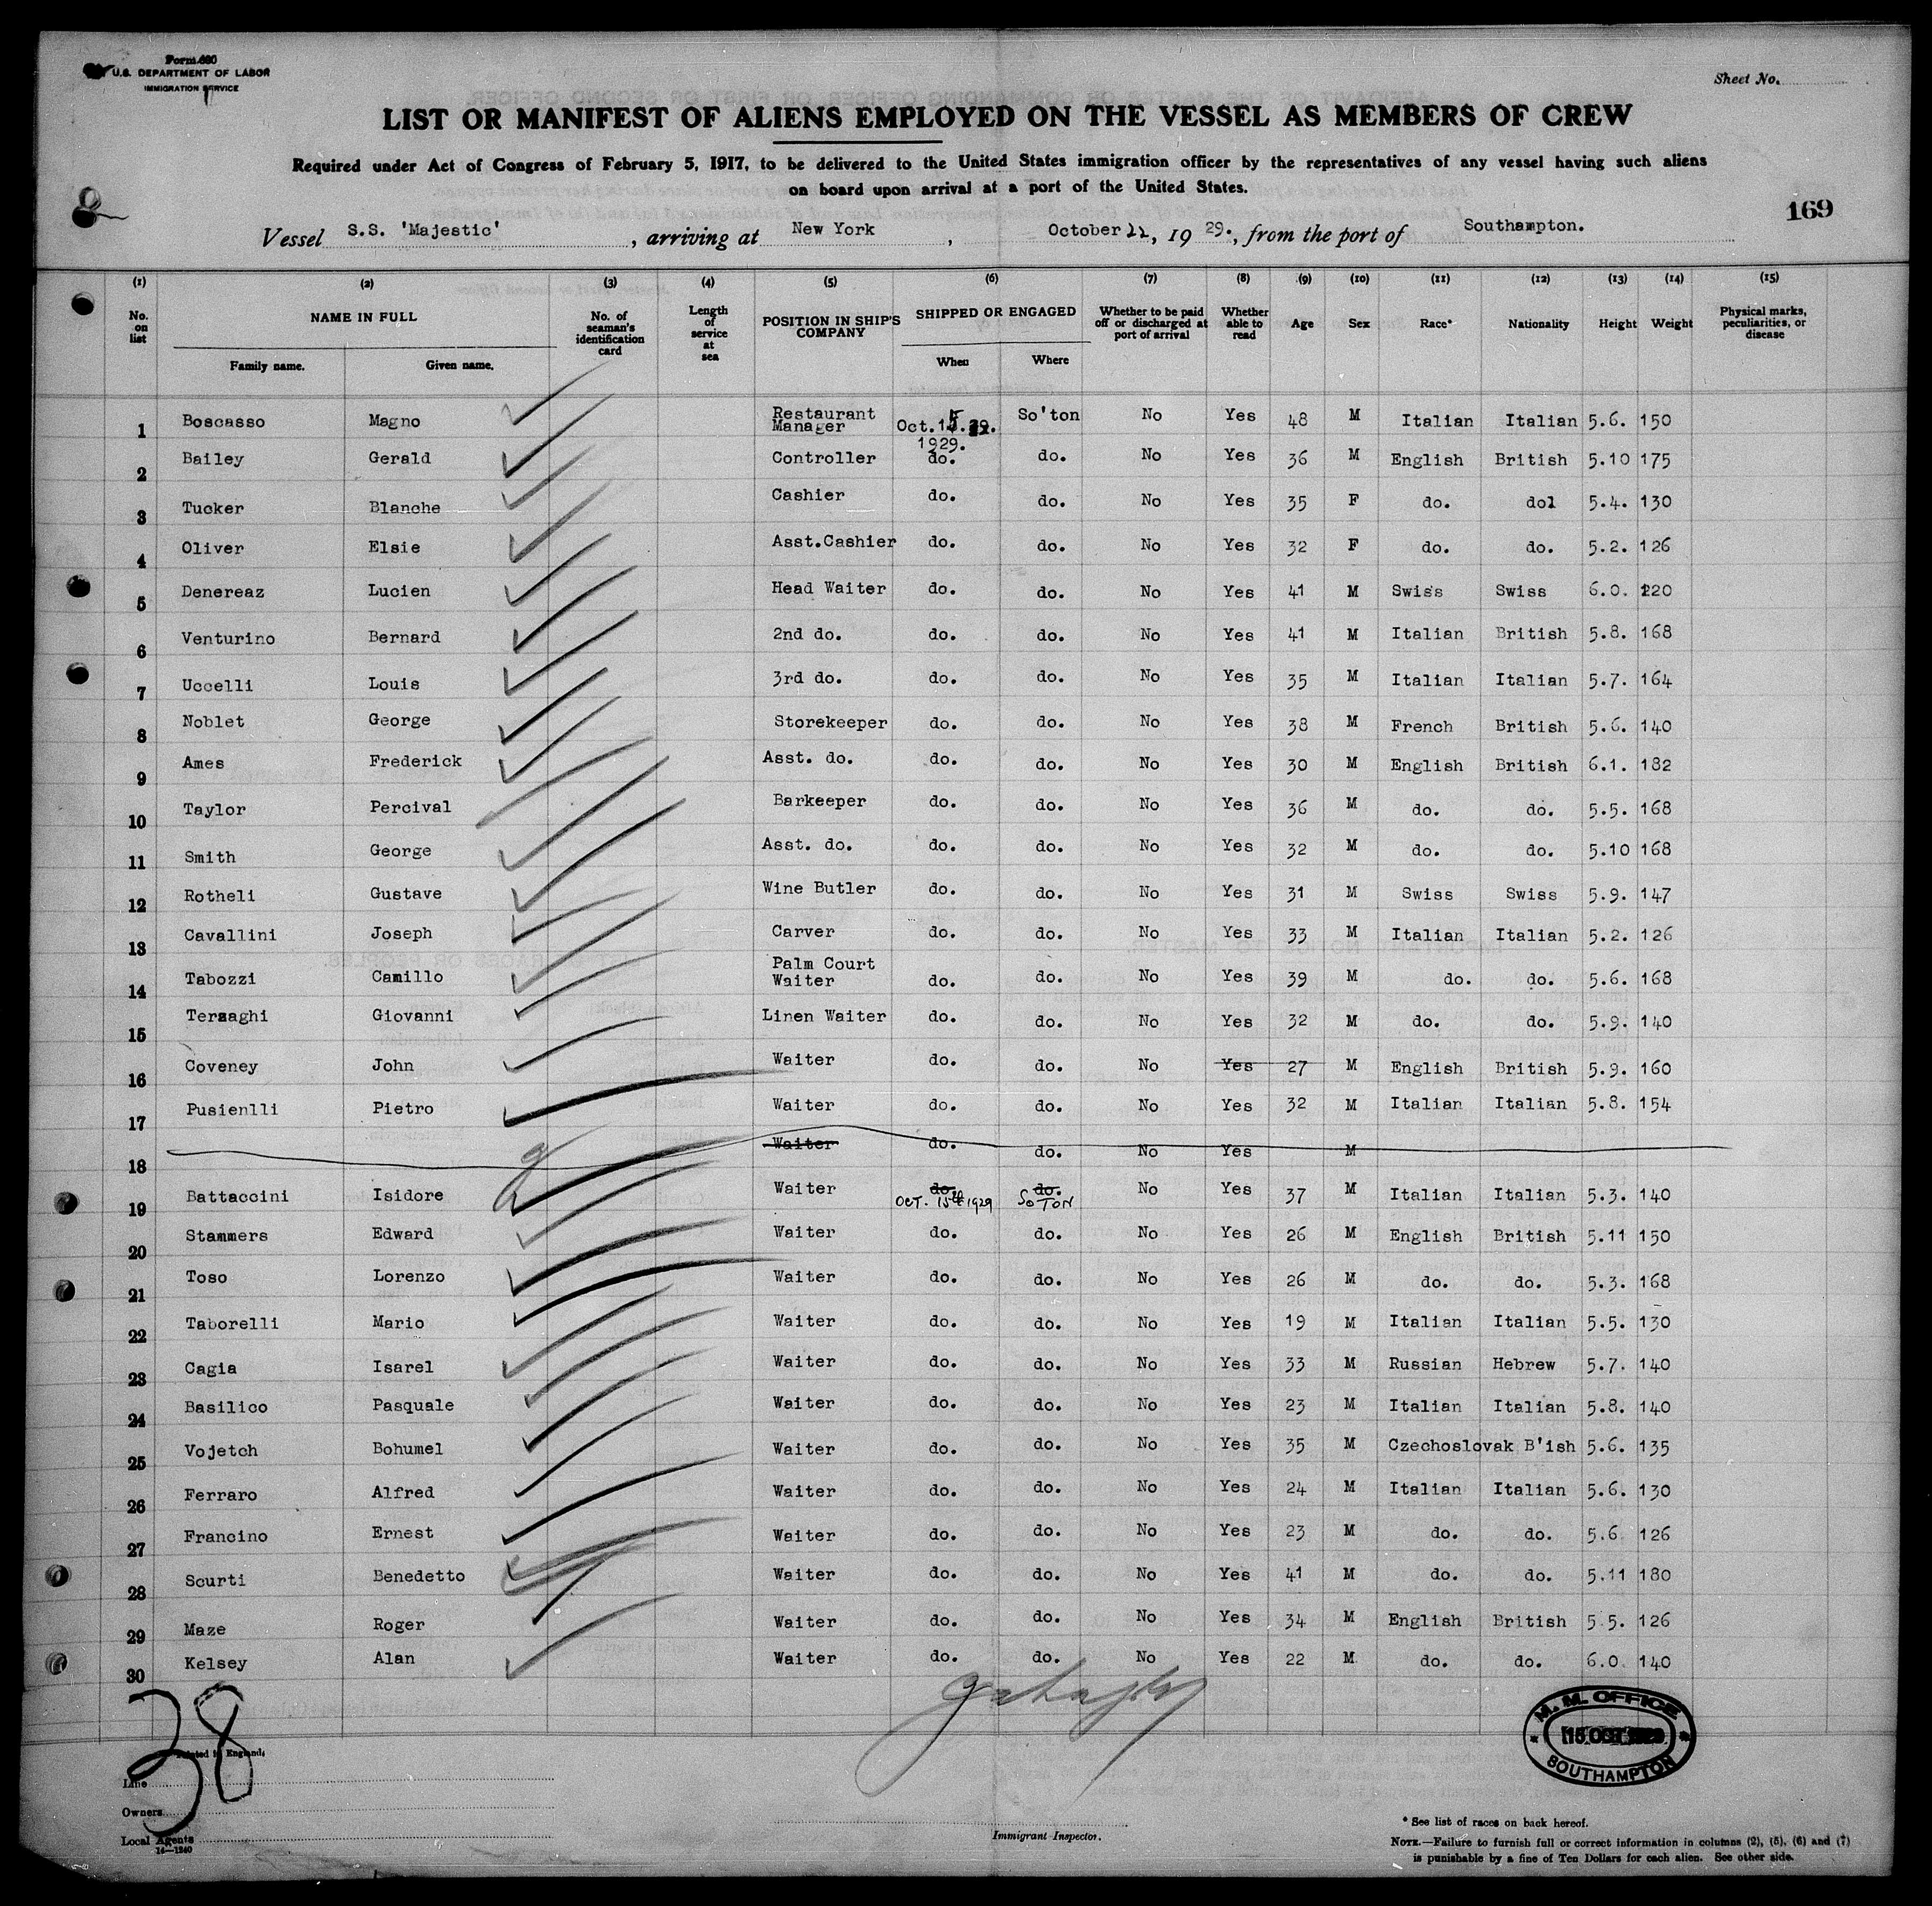 Form 680
U.S. DEPARTMENT OF LABOR
IMMIGRATION SERVICE
Sheet No.
LIST OR MANIFEST OF ALIENS EMPLOYED ON THE VESSEL AS MEMBERS OF CREW
Required under Act of Congress of February 5, 1917, to be delivered to the United States immigration officer by the representatives of any vessel having such aliens
on board upon arrival at a port of the United States.
169
Vessel S.S. 'Majestic', arriving at New York, October 22, 1929., from the port of Southampton.
(1) (2) (3) (4) (5) (6) (7) (8) (9) (10) (11) (12) (13) (14) (15)
No. on list NAME IN FULL Family name. Given name. No. of seaman's identification card Length of service at sea POSITION IN SHIP'S COMPANY SHIPPED OR ENGAGED When Where Whether to be paid off or discharged at port of arrival Whether able to read Age Sex Race* Nationality Height Weight Physical marks, peculiarities, or disease
1 Boscasso Magno Restaurant Manager Oct.15.29. 1929. So'ton No Yes 48 M Italian Italian 5.6. 150
2 Bailey Gerald Controller do. do. No Yes 36 M English British 5.10 175
3 Tucker Blanche Cashier do. do. No Yes 35 F do. dol 5.4. 130
4 Oliver Elsie Asst.Cashier do. do. No Yes 32 F do. do. 5.2. 126
5 Denereaz Lucien Head Waiter do. do. No Yes 41 M Swiss Swiss 6.0. 220
6 Venturino Bernard 2nd do. do. do. No Yes 41 M Italian British 5.8. 168
7 Uccelli Louis 3rd do. do. do. No Yes 35 M Italian Italian 5.7. 164
8 Noblet George Storekeeper do. do. No Yes 38 M French British 5.6. 140
9 Ames Frederick Asst. do. do. do. No Yes 30 M English British 6.1. 182
10 Taylor Percival Barkeeper do. do. No Yes 36 M do. do. 5.5. 168
11 Smith George Asst. do. do. do. No Yes 32 M do. do. 5.10 168
12 Rotheli Gustave Wine Butler do. do. No Yes 31 M Swiss Swiss 5.9. 147
13 Cavallini Joseph Carver do. do. No Yes 33 M Italian Italian 5.2. 126
14 Tabozzi Camillo Palm Court Waiter do. do. No Yes 39 M do. do. 5.6. 168
15 Terzaghi Giovanni Linen Waiter do. do. No Yes 32 M do. do. 5.9. 140
16 Coveney John Waiter do. do. No Yes 27 M English British 5.9. 160
17 Pusienlli Pietro Waiter do. do. No Yes 32 M Italian Italian 5.8. 154
18 Waiter do. do. No Yes M
19 Battaccini Isidore Waiter do. OCT. 15th 1929 do. SO TON No Yes 37 M Italian Italian 5.3. 140
20 Stammers Edward Waiter do. do. No Yes 26 M English British 5.11 150
21 Toso Lorenzo Waiter do. do. No Yes 26 M do. do. 5.3. 168
22 Taborelli Mario Waiter do. do. No Yes 19 M Italian Italian 5.5. 130
23 Cagia Isarel Waiter do. do. No Yes 33 M Russian Hebrew 5.7. 140
24 Basilico Pasquale Waiter do. do. No Yes 23 M Italian Italian 5.8. 140
25 Vojetch Bohumel Waiter do. do. No Yes 35 M Czechoslovak B'ish 5.6. 135
26 Ferraro Alfred Waiter do. do. No Yes 24 M Italian Italian 5.6. 130
27 Francino Ernest Waiter do. do. No Yes 23 M do. do. 5.6 126
28 Scurti Benedetto Waiter do. do. No Yes 41 M do. do. 5.11 180
29 Maze Roger Waiter do. do. No Yes 34 M English British 5.5. 126
30 Kelsey Alan Waiter do. do. No Yes 22 M do. do. 6.0 140
38
Printed in England.
M.M. OFFICE
15 OCT 1929
SOUTHAMPTON
Line
Owners
Local Agents
14—1240
Immigrant Inspector.
* See list of races on back hereof.
NOTE.—Failure to furnish full or correct information in columns (2), (5), (6) and (7)
is punishable by a fine of Ten Dollars for each alien. See other side.